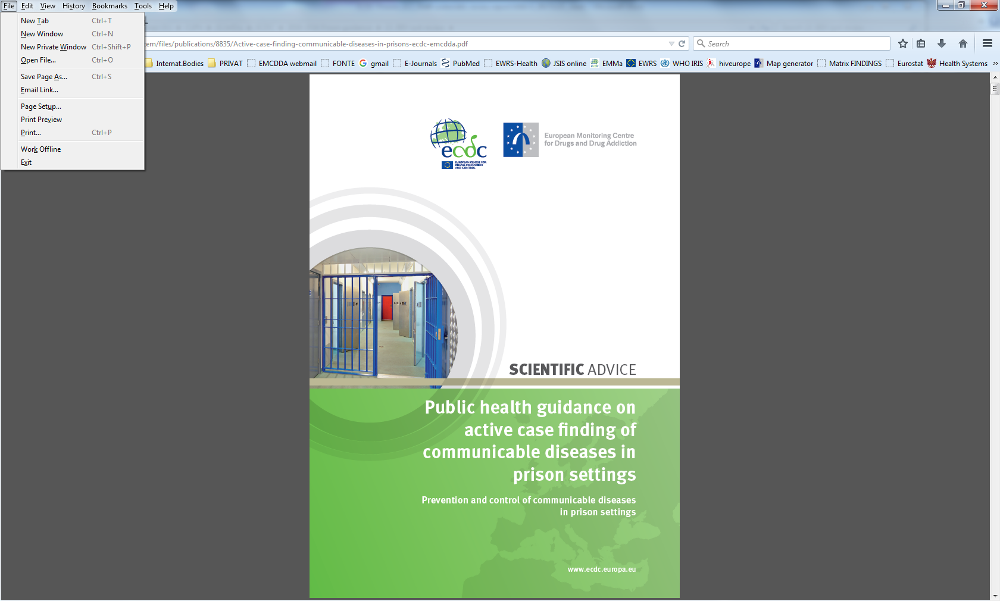 File Edit View History Bookmarks Tools Help
New Tab Ctrl+T
New Window Ctrl+N
New Private Window Ctrl+Shift+P
Open File... Ctrl+O
Save Page As... Ctrl+S
Email Link...
Page Setup...
Print Preview
Print... Ctrl+P
Work Offline
Exit
tem/files/publications/8835/Active-case-finding-communicable-diseases-in-prisons-ecdc-emcdda.pdf
Search
Internat.Bodies PRIVAT EMCDDA webmail FONTE gmail E-Journals PubMed EWRS-Health JSIS online EMMa EWRS WHO IRIS hiveurope Map generator Matrix FINDINGS Eurostat Health Systems »
ecdc
EUROPEAN CENTRE FOR
DISEASE PREVENTION
AND CONTROL
European Monitoring Centre
for Drugs and Drug Addiction
SCIENTIFIC ADVICE
Public health guidance on
active case finding of
communicable diseases in
prison settings
Prevention and control of communicable diseases
in prison settings
www.ecdc.europa.eu